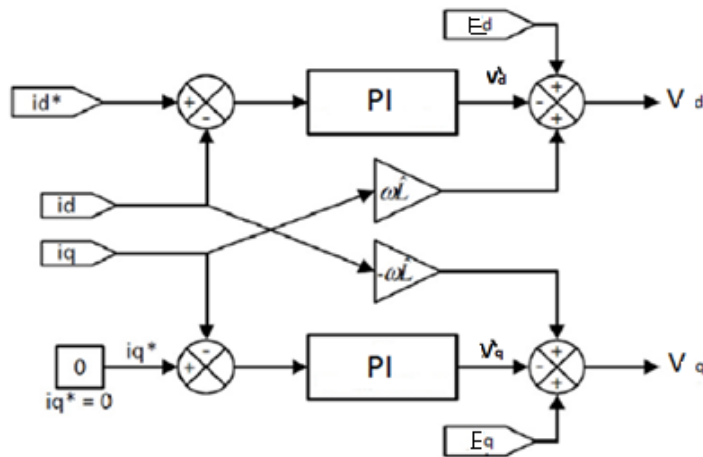 Ed
id*
+
-
PI
v'd
+
-
+
V d
id
ωL̂
iq
-ωL̂
0
iq*
-
+
PI
v'q
+
-
+
V q
iq* = 0
Eq